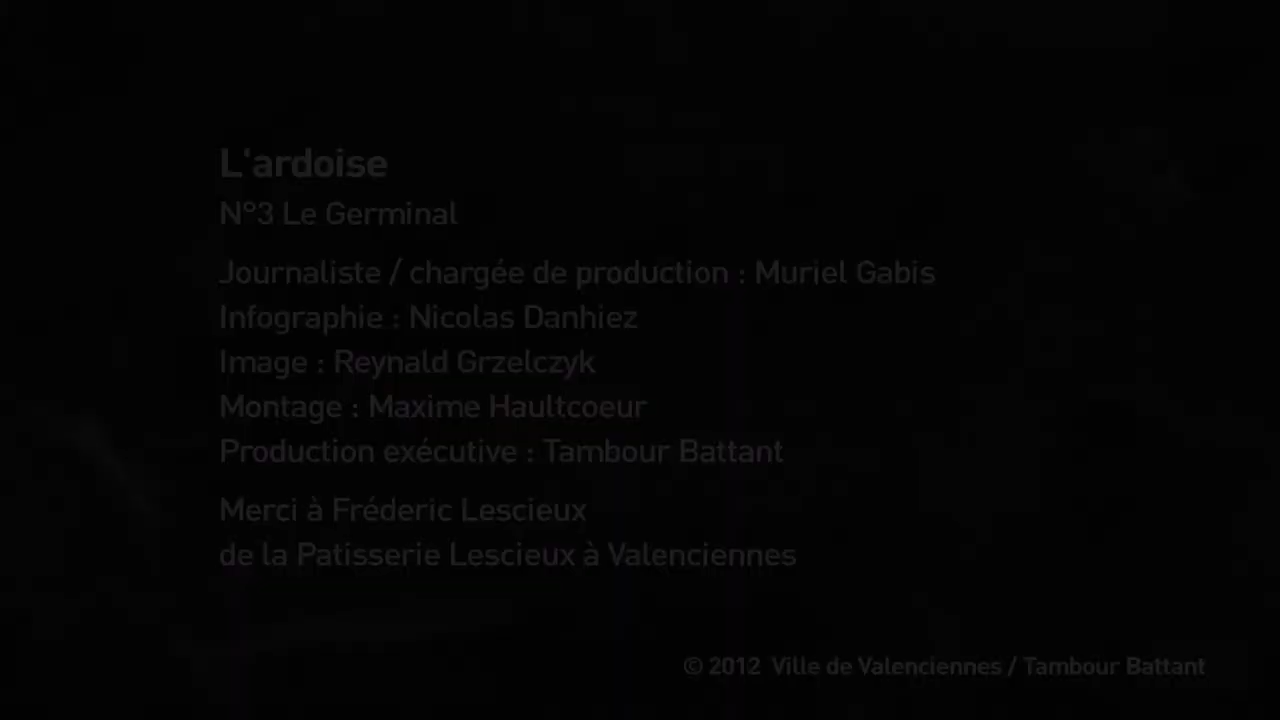 L'ardoise
N°3 Le Germinal
Journaliste / chargée de production : Muriel Gabis
Infographie : Nicolas Danhiez
Image : Reynald Grzelczyk
Montage : Maxime Haultcoeur
Production exécutive : Tambour Battant
Merci à Fréderic Lescieux
de la Patisserie Lescieux à Valenciennes
© 2012 Ville de Valenciennes / Tambour Battant